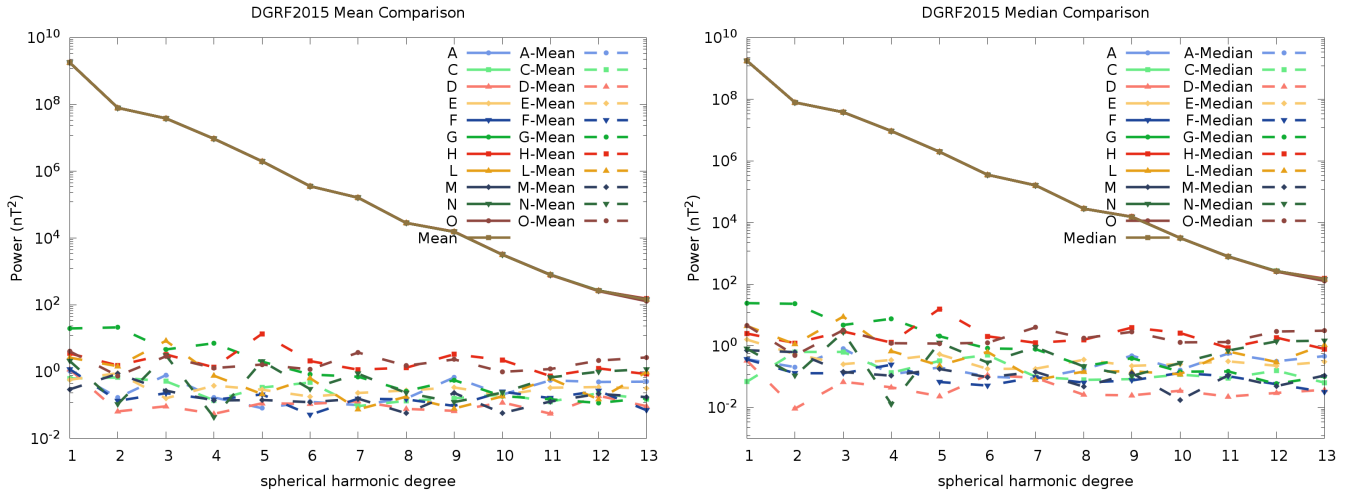 DGRF2015 Mean Comparison
10^10
10^8
10^6
10^4
10^2
10^0
10^-2
Power (nT^2)
A A-Mean
C C-Mean
D D-Mean
E E-Mean
F F-Mean
G G-Mean
H H-Mean
L L-Mean
M M-Mean
N N-Mean
O O-Mean
Mean
1 2 3 4 5 6 7 8 9 10 11 12 13
spherical harmonic degree
DGRF2015 Median Comparison
10^10
10^8
10^6
10^4
10^2
10^0
10^-2
Power (nT^2)
A A-Median
C C-Median
D D-Median
E E-Median
F F-Median
G G-Median
H H-Median
L L-Median
M M-Median
N N-Median
O O-Median
Median
1 2 3 4 5 6 7 8 9 10 11 12 13
spherical harmonic degree